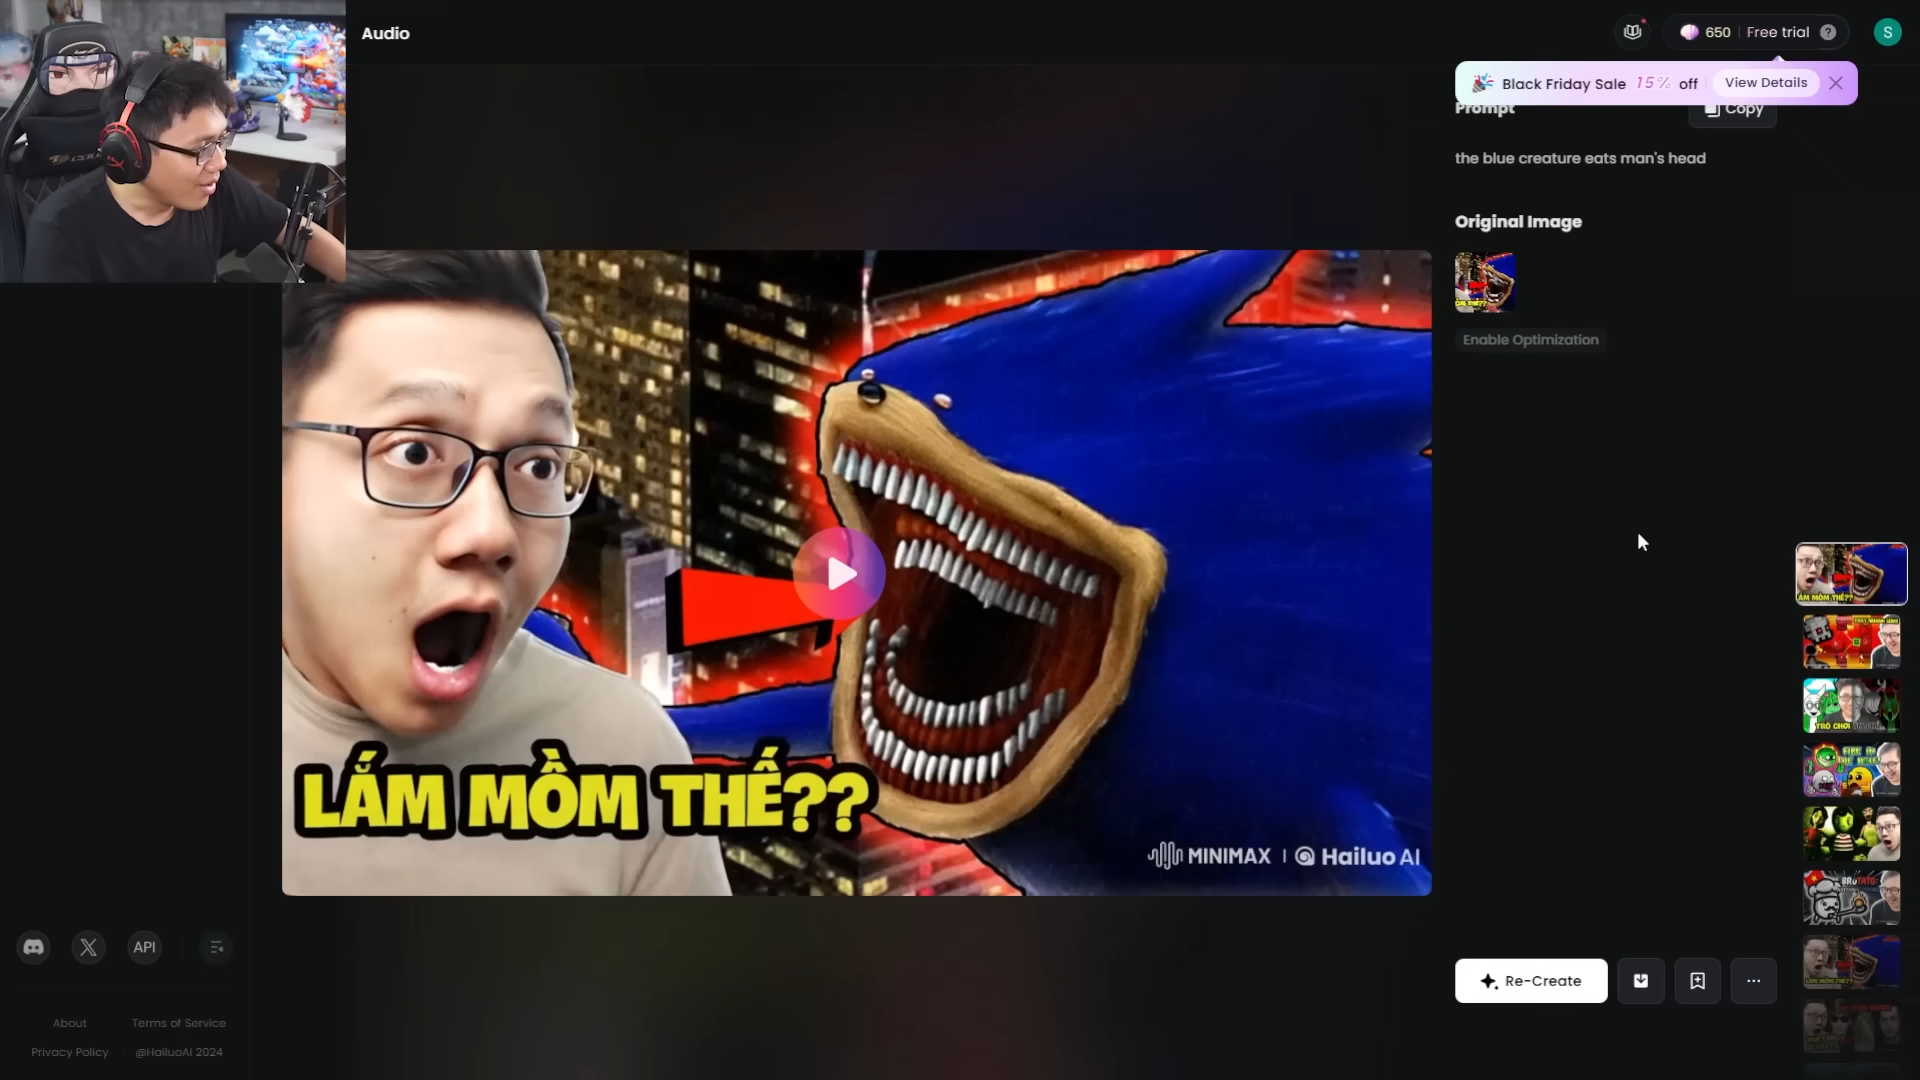 Audio
650
Free trial
?
S
Black Friday Sale 15% off
View Details
Prompt
Copy
the blue creature eats man's head
Original Image
Enable Optimization
LẮM MỒM THẾ??
MINIMAX | Hailuo AI
API
Re-Create
About
Terms of Service
Privacy Policy
@HailuoAI 2024